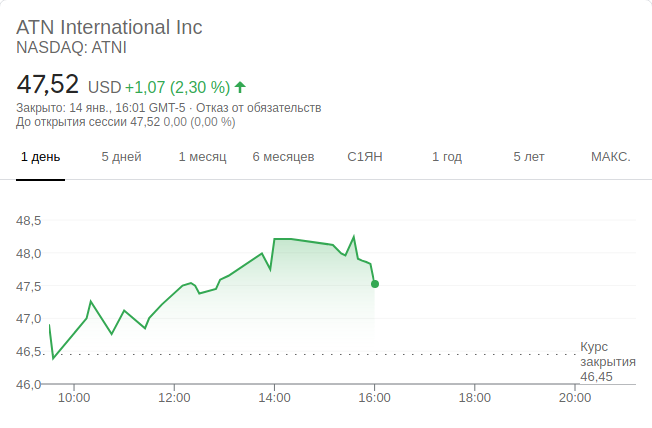 ATN International Inc
NASDAQ: ATNI
47,52 USD +1,07 (2,30 %)
Закрыто: 14 янв., 16:01 GMT-5 · Отказ от обязательств
До открытия сессии 47,52 0,00 (0,00 %)
1 день 5 дней 1 месяц 6 месяцев С1ЯН 1 год 5 лет МАКС.
48,5
48,0
47,5
47,0
46,5
46,0
Курс
закрытия
46,45
10:00 12:00 14:00 16:00 18:00 20:00